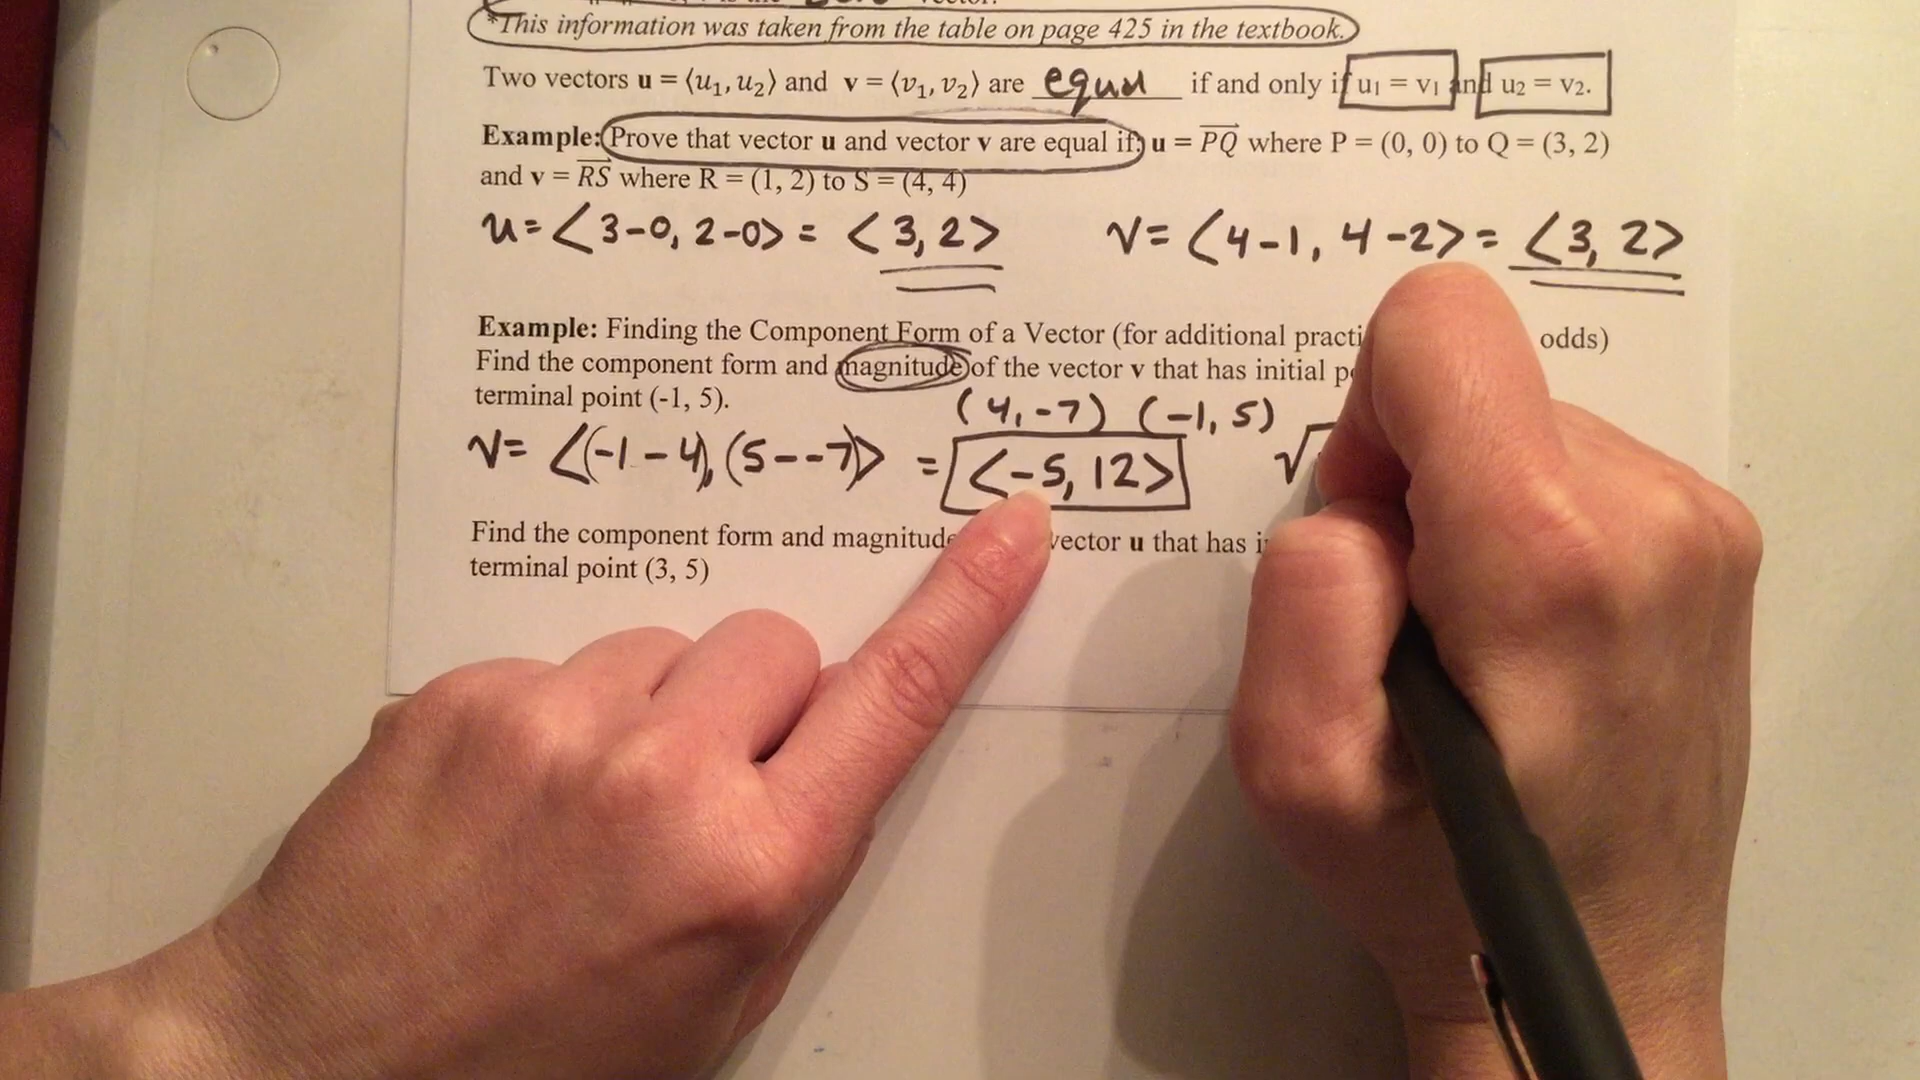 vector.
*This information was taken from the table on page 425 in the textbook.
Two vectors u = ⟨u₁, u₂⟩ and v = ⟨v₁, v₂⟩ are equal if and only if u₁ = v₁ and u₂ = v₂.
Example: Prove that vector u and vector v are equal if: u = PQ where P = (0, 0) to Q = (3, 2)
and v = RS where R = (1, 2) to S = (4, 4)
u = <3-0, 2-0> = <3, 2> v = <4-1, 4-2> = <3, 2>
Example: Finding the Component Form of a Vector (for additional odds)
Find the component form and magnitude of the vector v that has initial
terminal point (-1, 5).
(4, -7) (-1, 5)
v = <(-1-4), (5--7)> = <-5, 12> √
Find the component form and magnitude vector u that has
terminal point (3, 5)